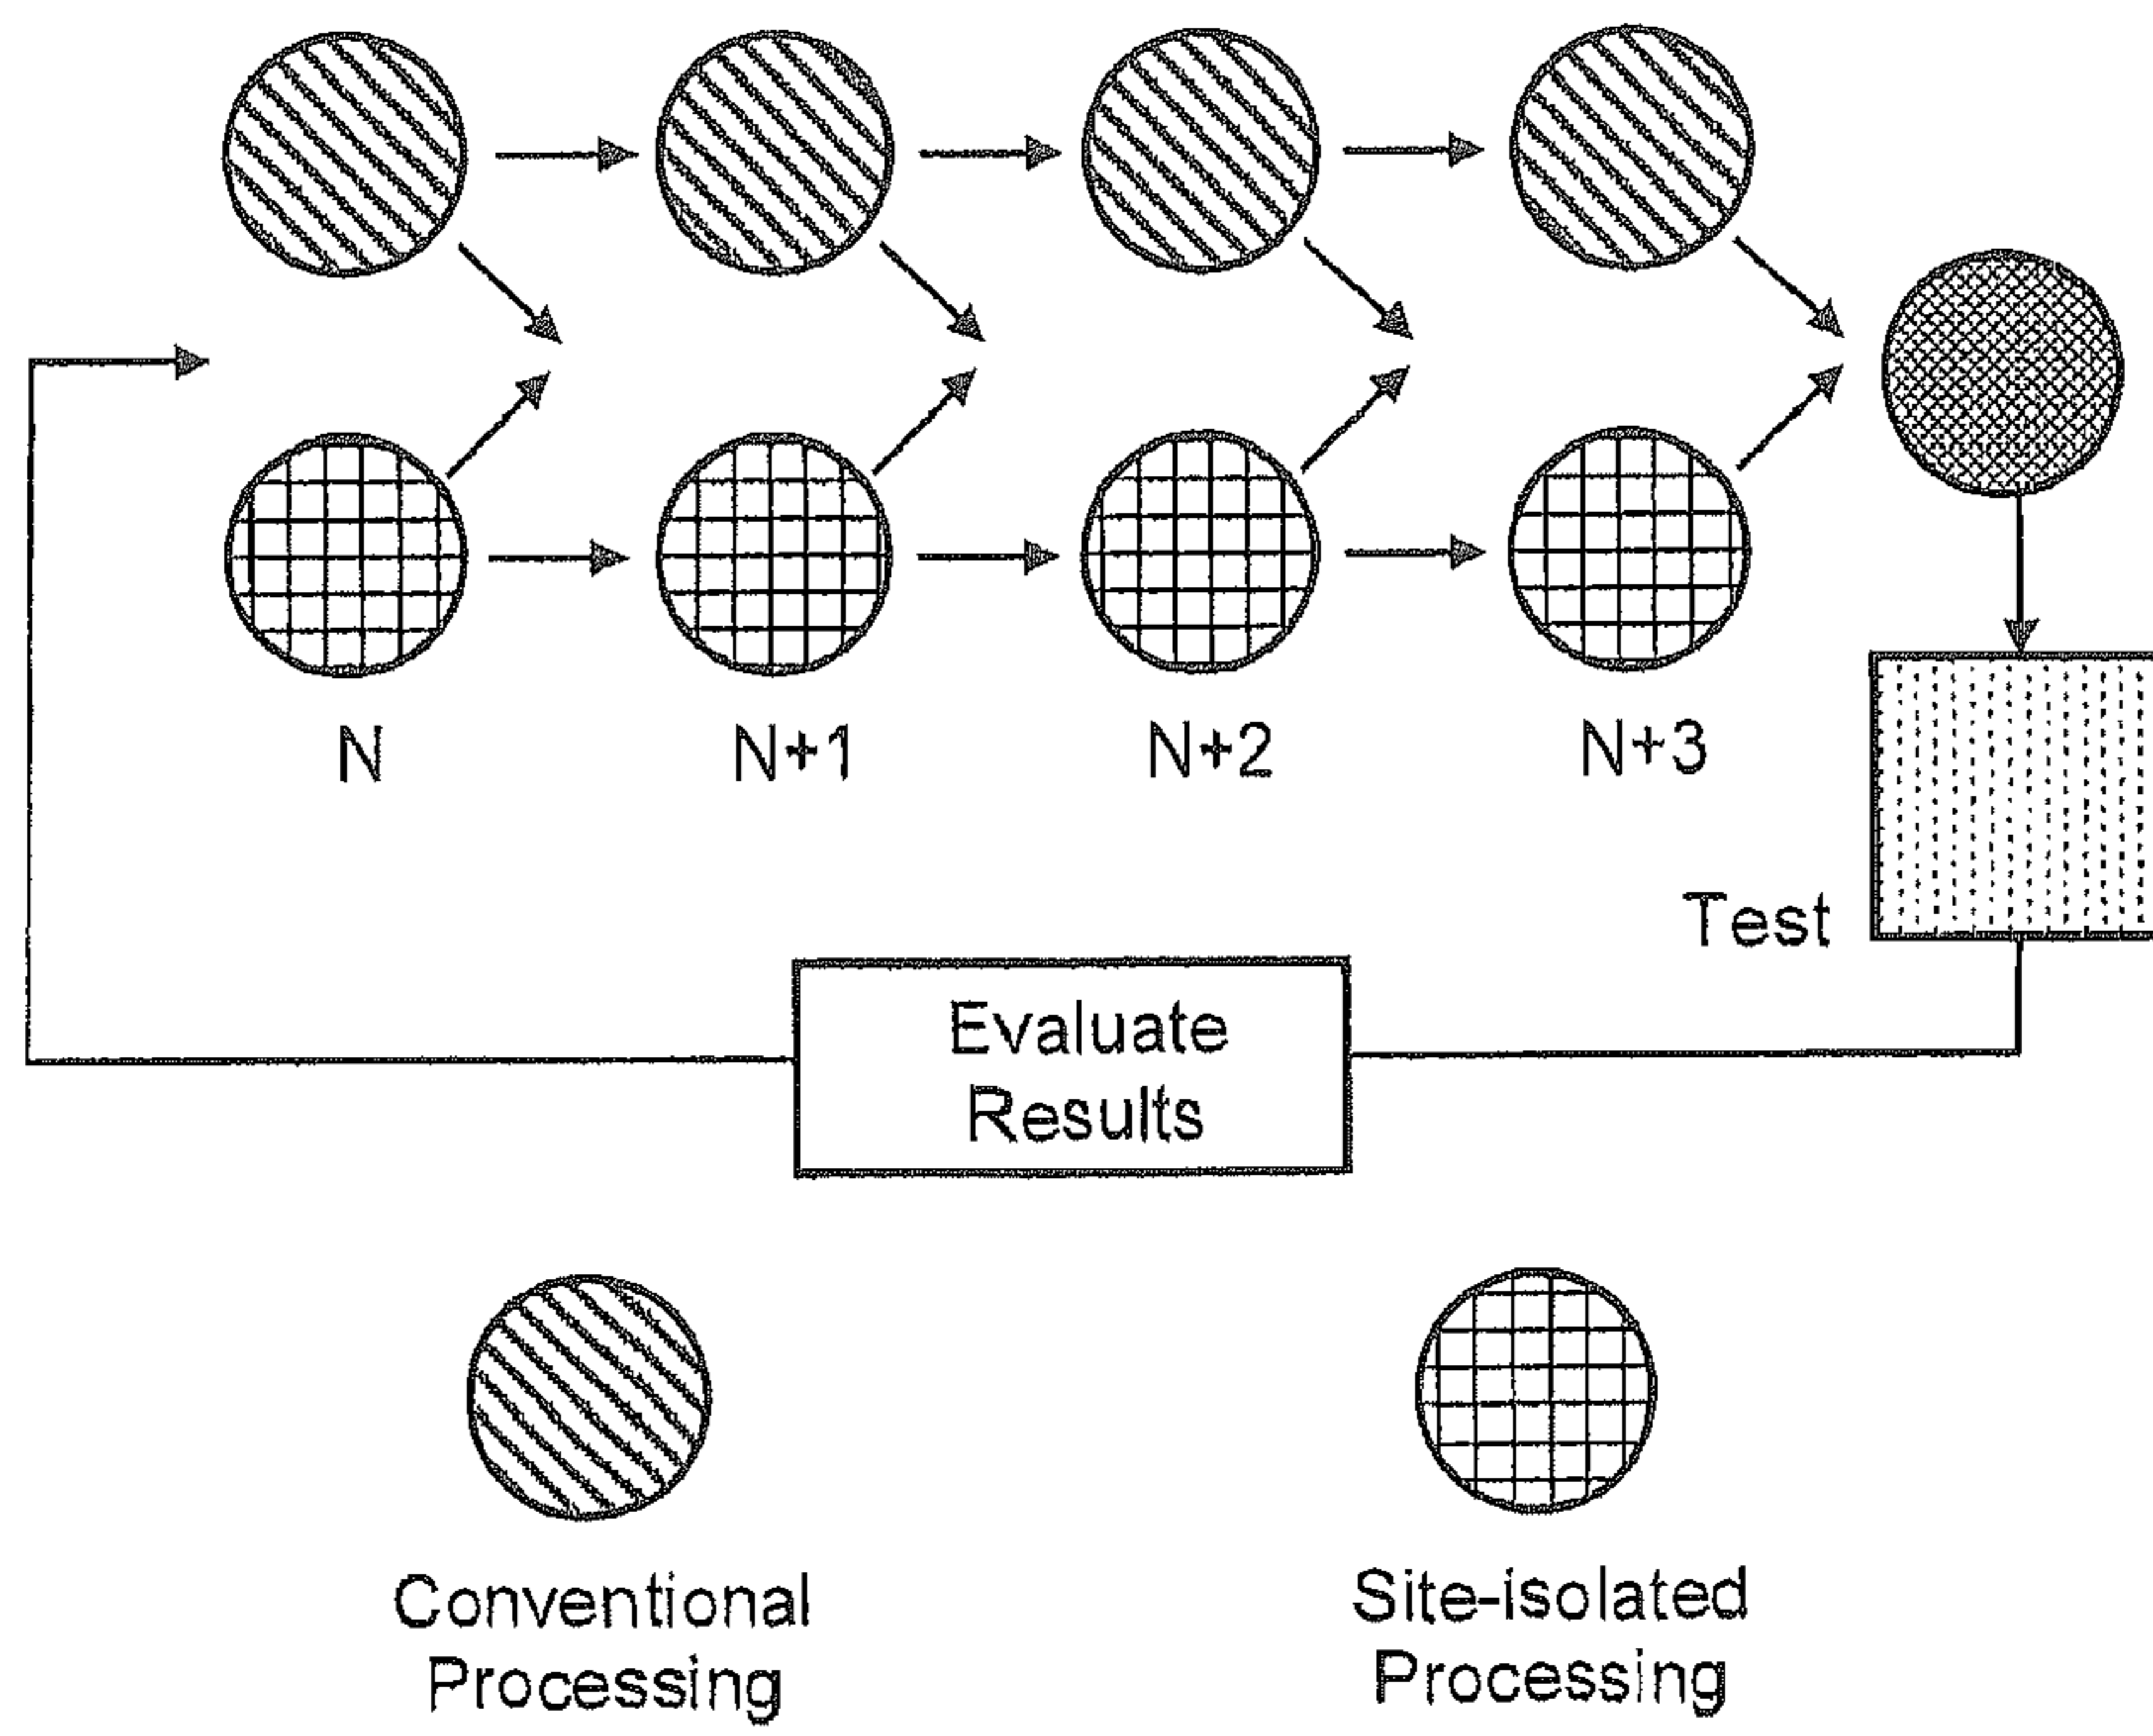 N
N+1
N+2
N+3
Test
Evaluate
Results
Conventional
Processing
Site-isolated
Processing